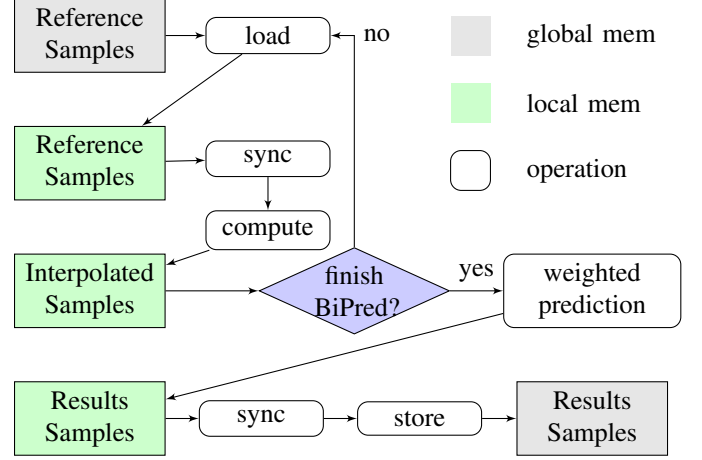 Reference
Samples
load
no
global mem
local mem
Reference
Samples
sync
operation
compute
Interpolated
Samples
finish
BiPred?
yes
weighted
prediction
Results
Samples
sync
store
Results
Samples